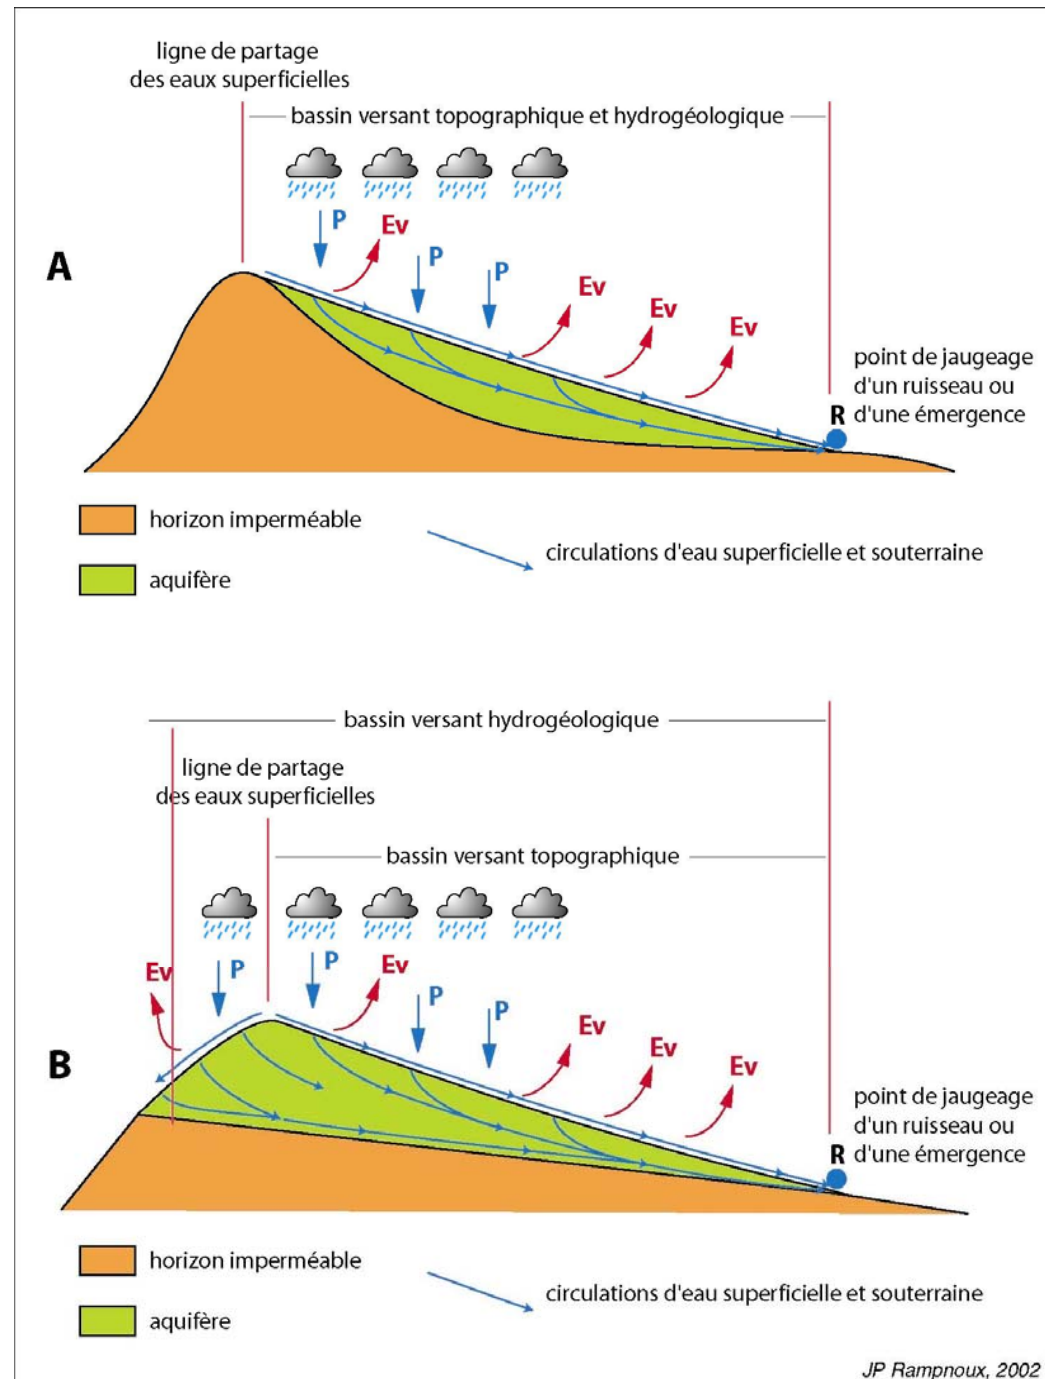 ligne de partage
des eaux superficielles
bassin versant topographique et hydrogéologique
P
Ev
P
P
A
Ev
Ev
Ev
point de jaugeage
d'un ruisseau ou
R d'une émergence
horizon imperméable
circulations d'eau superficielle et souterraine
aquifère
bassin versant hydrogéologique
ligne de partage
des eaux superficielles
bassin versant topographique
Ev
P
P
Ev
P
P
B
Ev
Ev
Ev
point de jaugeage
d'un ruisseau ou
R d'une émergence
horizon imperméable
circulations d'eau superficielle et souterraine
aquifère
JP Rampnoux, 2002